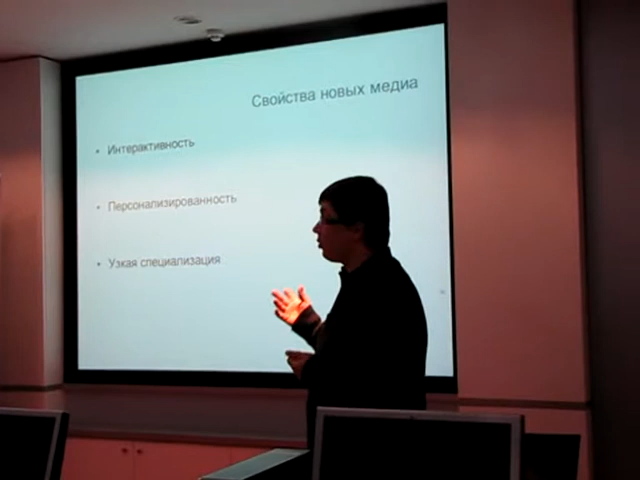 Свойства новых медиа
• Интерактивность
• Персонализированность
• Узкая специализация